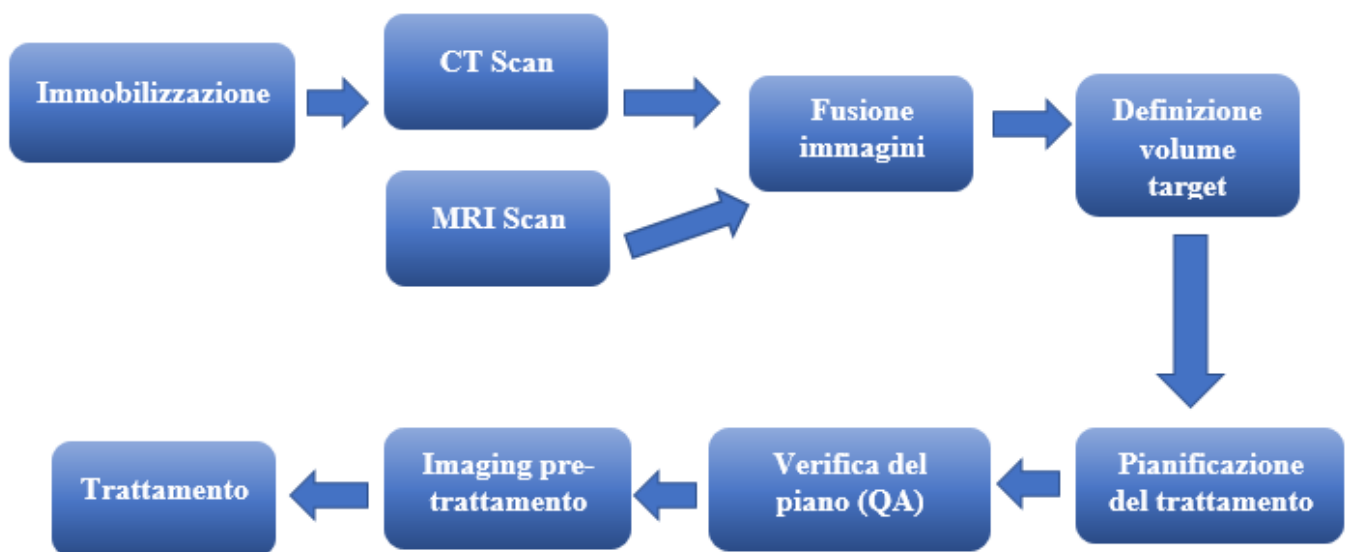 Immobilizzazione
CT Scan
MRI Scan
Fusione
immagini
Definizione
volume
target
Pianificazione
del trattamento
Verifica del
piano (QA)
Imaging pre-
trattamento
Trattamento